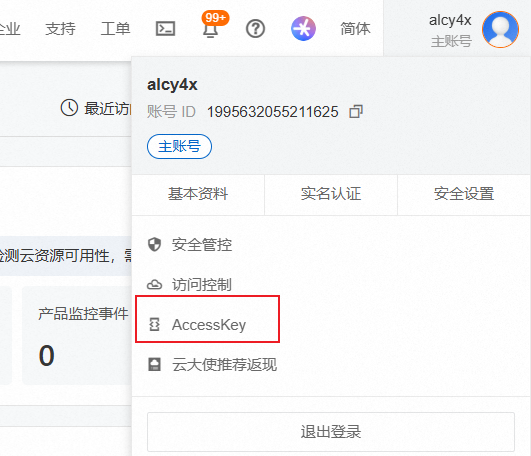 企业 支持 工单 99+ 简体 alcy4x
主账号
最近访
alcy4x
账号 ID 1995632055211625
主账号
基本资料 实名认证 安全设置
检测云资源可用性，需
安全管控
访问控制
产品监控事件
AccessKey
0
云大使推荐返现
退出登录